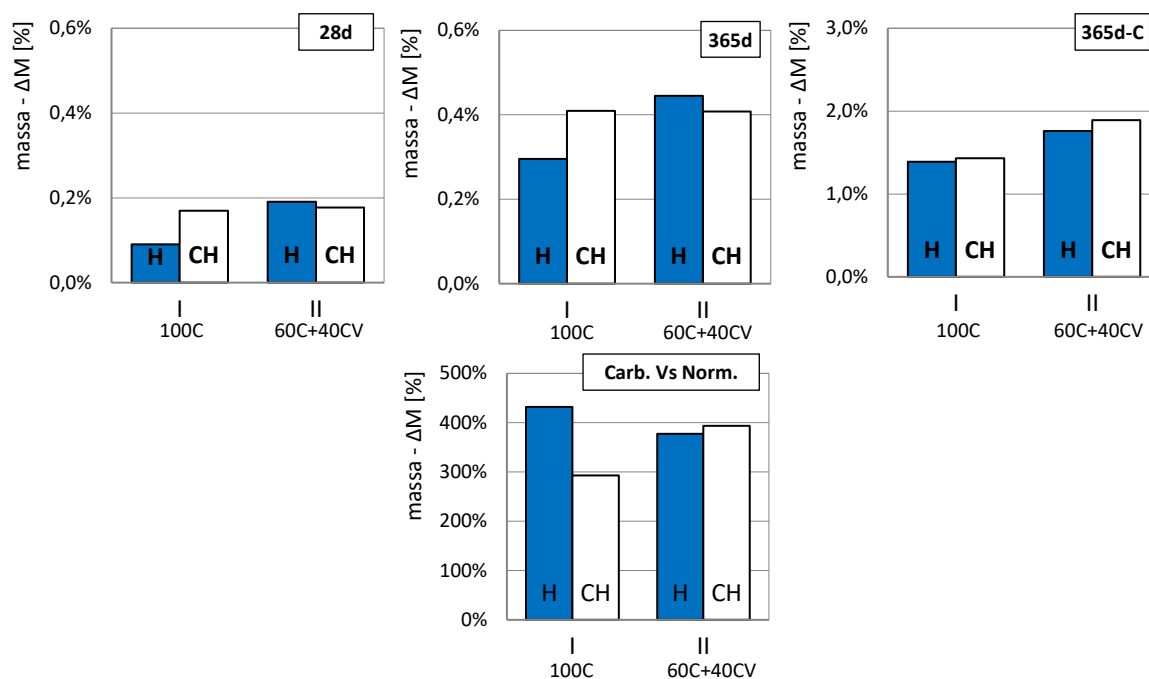 massa - ΔM [%]
0,6%
0,4%
0,2%
0,0%
28d
H
CH
H
CH
I
II
100C
60C+40CV
massa - ΔM [%]
0,6%
0,4%
0,2%
0,0%
365d
H
CH
H
CH
I
II
100C
60C+40CV
massa - ΔM [%]
3,0%
2,0%
1,0%
0,0%
365d-C
H
CH
H
CH
I
II
100C
60C+40CV
massa - ΔM [%]
500%
400%
300%
200%
100%
0%
Carb. Vs Norm.
H
CH
H
CH
I
II
100C
60C+40CV